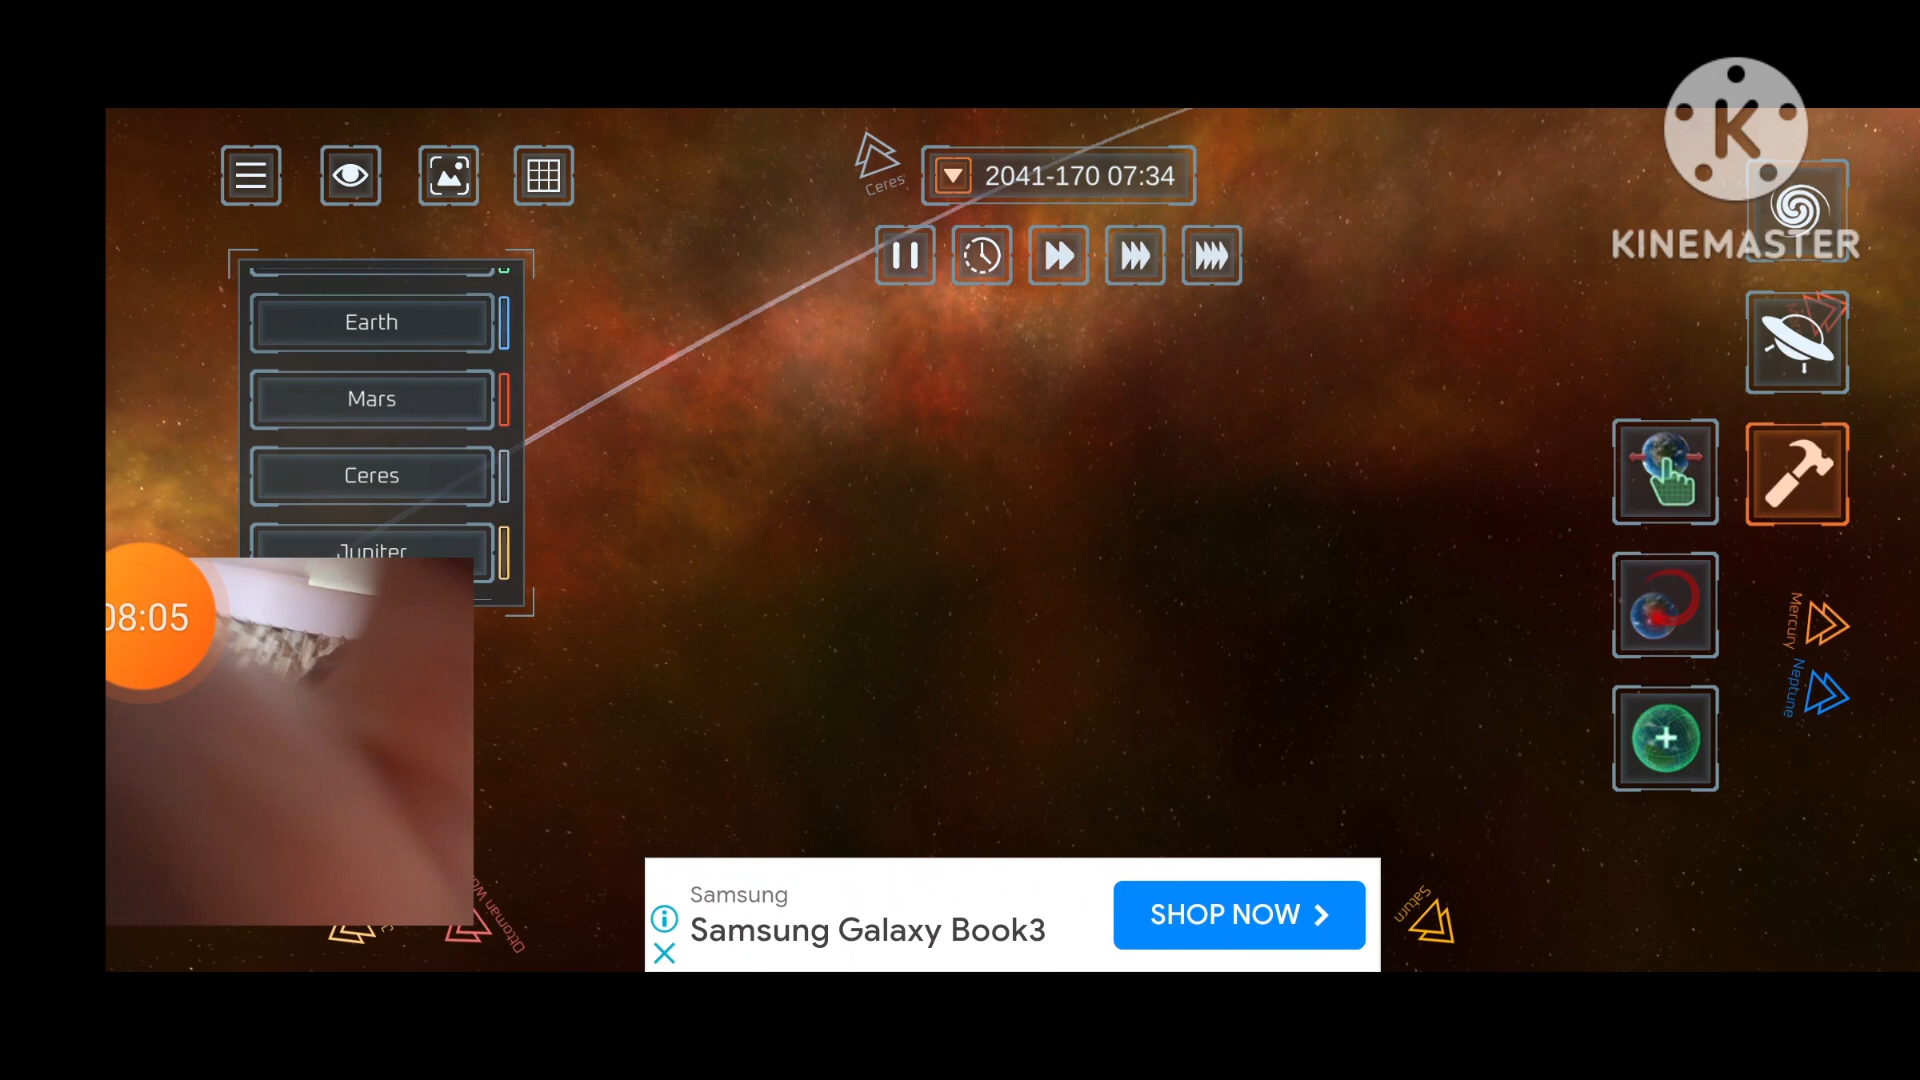 KINEMASTER
Ceres
2041-170 07:34
Earth
Mars
Ceres
Jupiter
08:05
Mercury
Neptune
Saturn
Samsung
Samsung Galaxy Book3
SHOP NOW